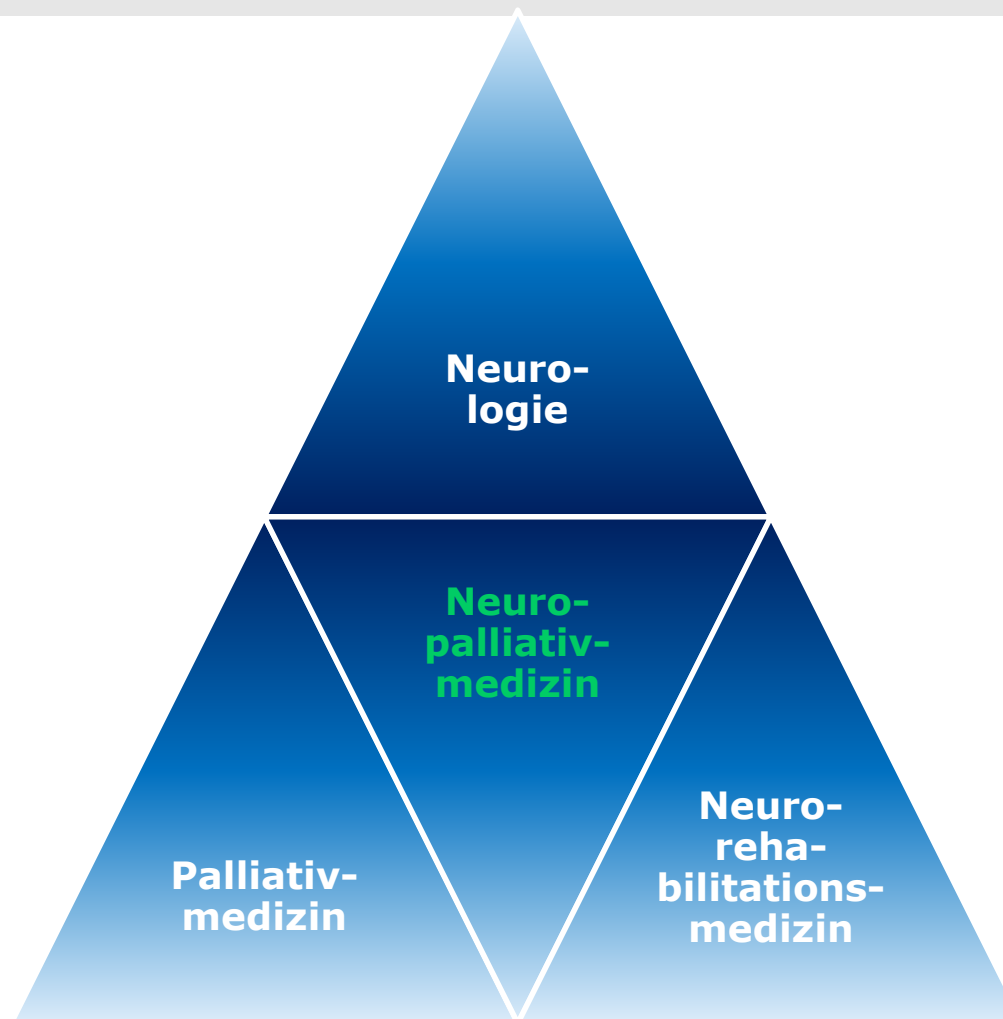 Neuro-
logie
Neuro-
palliativ-
medizin
Palliativ-
medizin
Neuro-
reha-
bilitations-
medizin